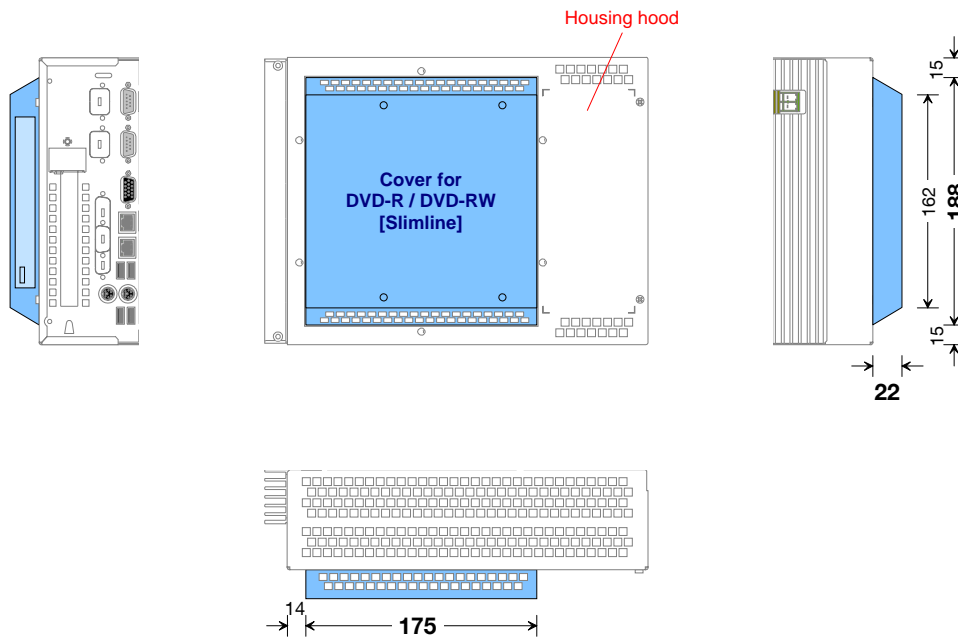 Housing hood
Cover for
DVD-R / DVD-RW
[Slimline]
15
162
188
15
22
14
175